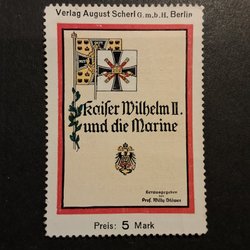 Verlag August Scherl G.m.b.H., Berlin
Kaiser Wilhelm II.
und die Marine
Herausgegeben
von
Prof. Willy Stöwer
Preis: 5 Mark